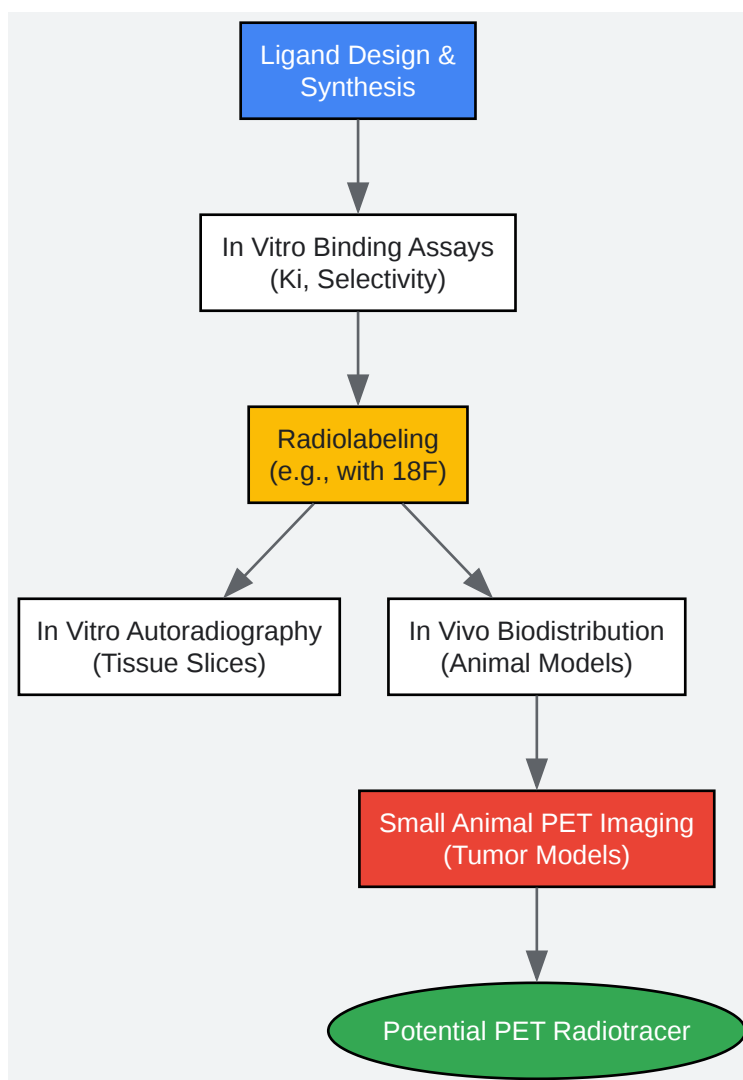 Ligand Design &
Synthesis
In Vitro Binding Assays
(Ki, Selectivity)
Radiolabeling
(e.g., with 18F)
In Vitro Autoradiography
(Tissue Slices)
In Vivo Biodistribution
(Animal Models)
Small Animal PET Imaging
(Tumor Models)
Potential PET Radiotracer